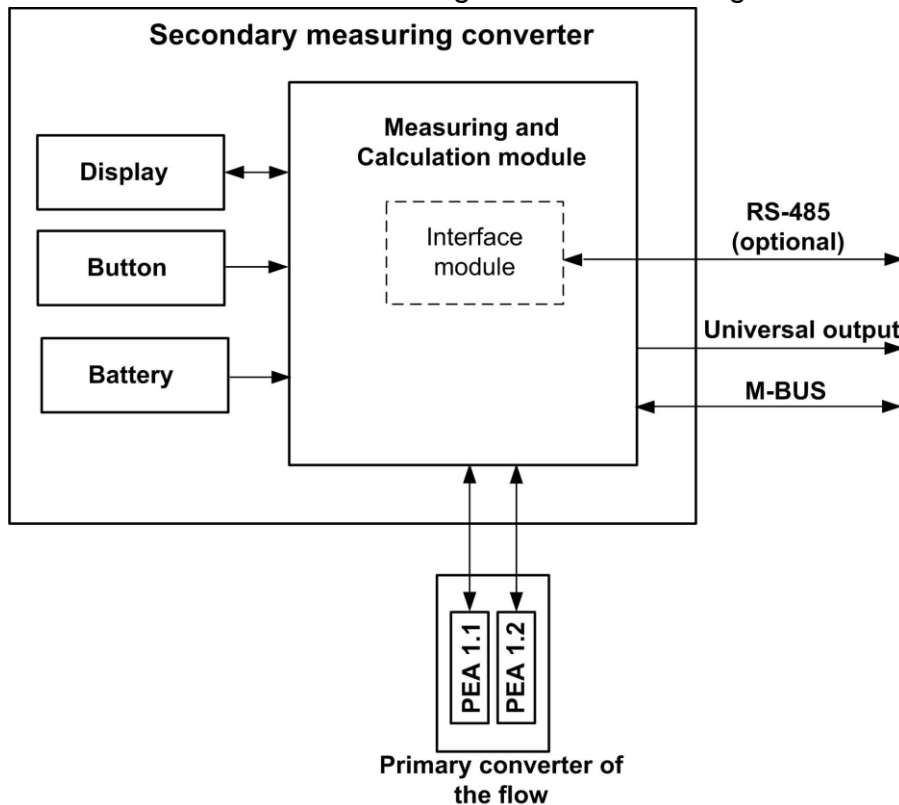 Secondary measuring converter
Measuring and
Calculation module
Display
Interface
module
RS-485
(optional)
Button
Universal output
Battery
M-BUS
PEA 1.1
PEA 1.2
Primary converter of
the flow